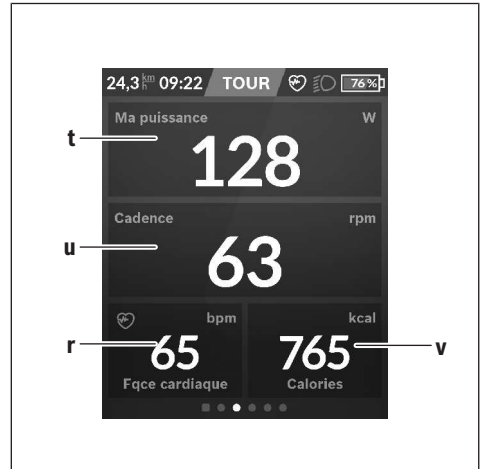 24,3 km/h 09:22 TOUR 76 %
t Ma puissance W
128
u Cadence rpm
63
bpm kcal
r 65 765 v
Fqce cardiaque Calories